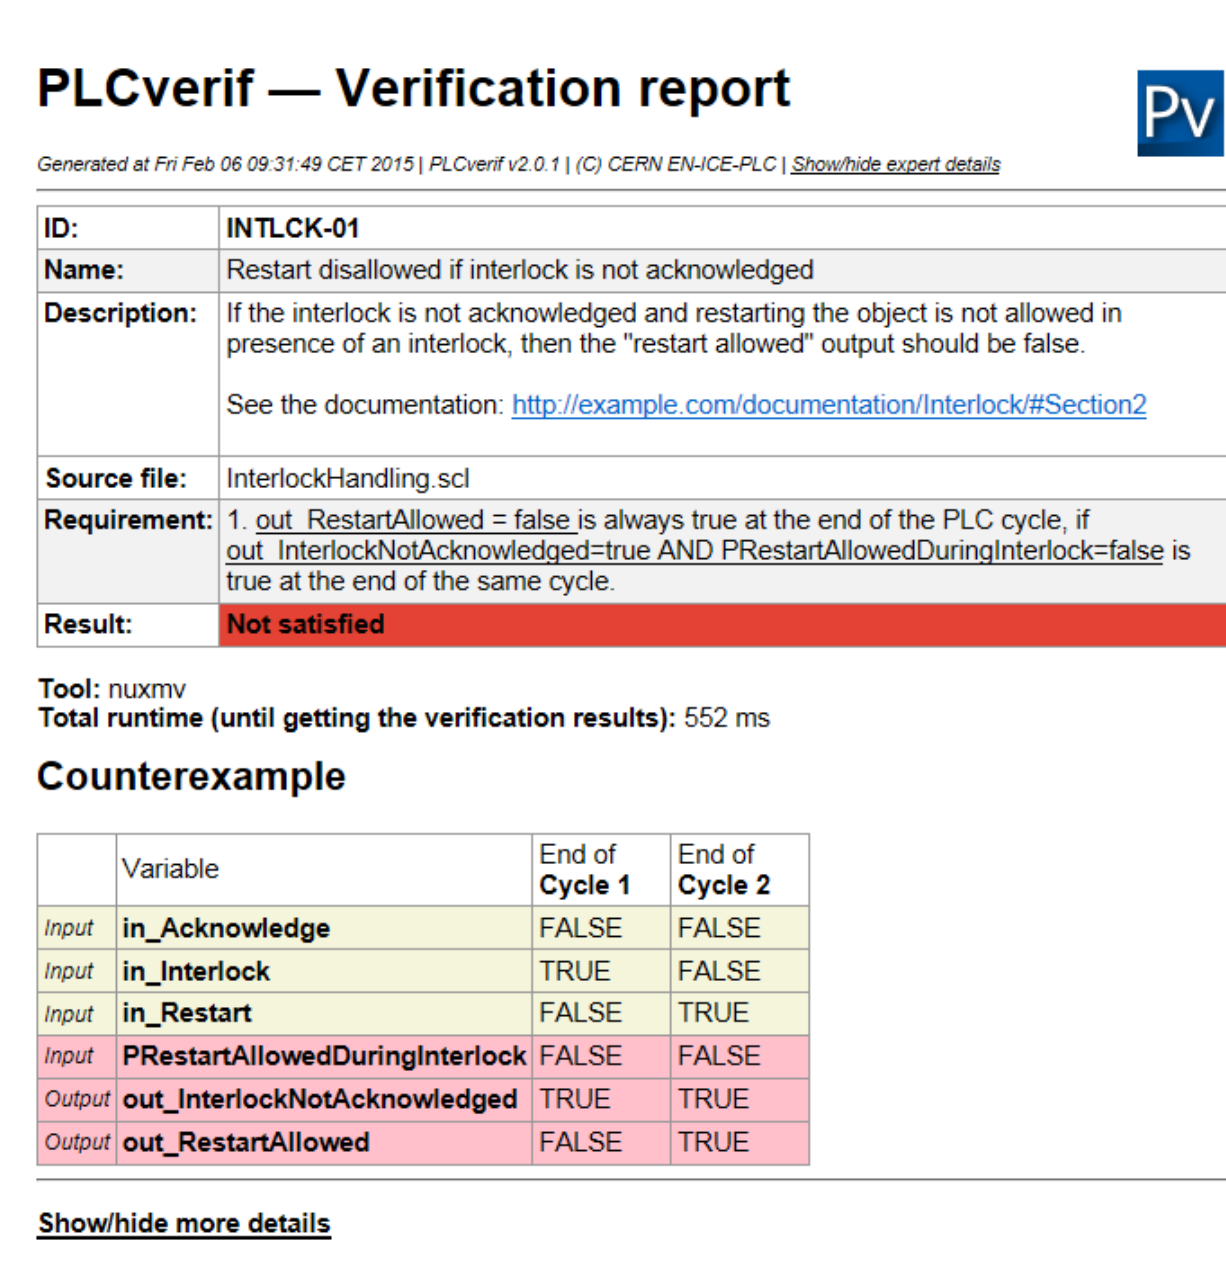 PLCverif — Verification report
Pv
Generated at Fri Feb 06 09:31:49 CET 2015 | PLCverif v2.0.1 | (C) CERN EN-ICE-PLC | Show/hide expert details
ID: INTLCK-01
Name: Restart disallowed if interlock is not acknowledged
Description: If the interlock is not acknowledged and restarting the object is not allowed in
presence of an interlock, then the "restart allowed" output should be false.
See the documentation: http://example.com/documentation/Interlock/#Section2
Source file: InterlockHandling.scl
Requirement: 1. out_RestartAllowed = false is always true at the end of the PLC cycle, if
out_InterlockNotAcknowledged=true AND PRestartAllowedDuringInterlock=false is
true at the end of the same cycle.
Result: Not satisfied
Tool: nuxmv
Total runtime (until getting the verification results): 552 ms
Counterexample
Variable End of Cycle 1 End of Cycle 2
Input in_Acknowledge FALSE FALSE
Input in_Interlock TRUE FALSE
Input in_Restart FALSE TRUE
Input PRestartAllowedDuringInterlock FALSE FALSE
Output out_InterlockNotAcknowledged TRUE TRUE
Output out_RestartAllowed FALSE TRUE
Show/hide more details